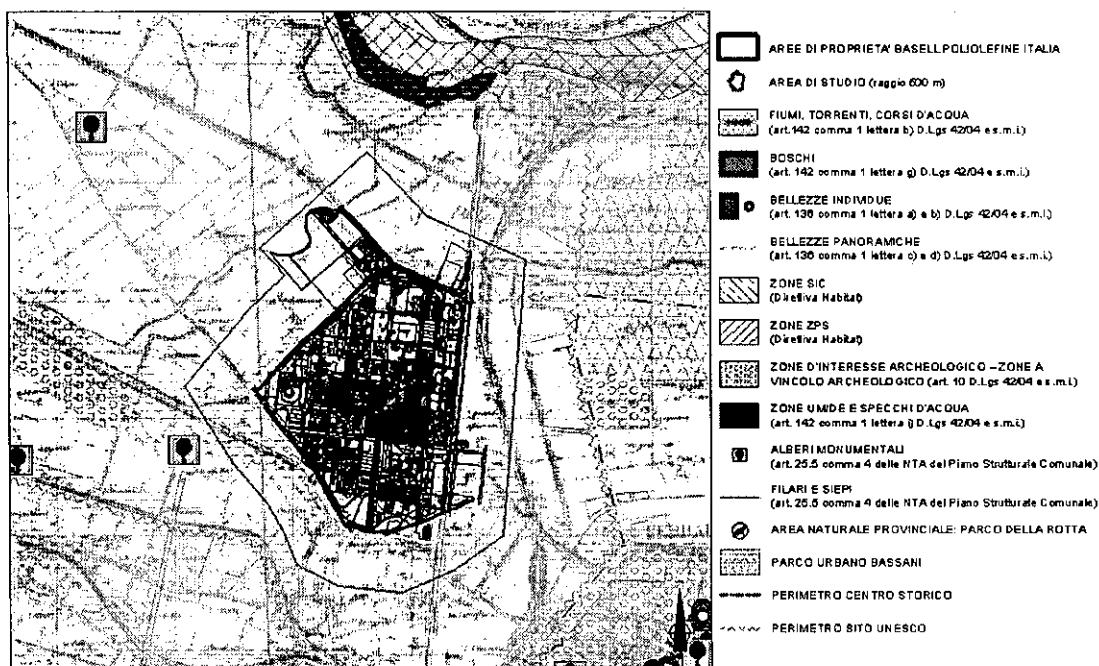 AREE DI PROPRIETA' BASELL POLIOLEFINE ITALIA
AREA DI STUDIO (raggio 600 m)
FIUMI, TORRENTI, CORSI D'ACQUA
(art.142 comma 1 lettera b) D.Lgs 42/04 e s.m.i.)
BOSCHI
(art. 142 comma 1 lettera g) D.Lgs 42/04 e s.m.i.)
BELLEZZE INDIVIDUE
(art. 136 comma 1 lettera a) e b) D.Lgs 42/04 e s.m.i.)
BELLEZZE PANORAMICHE
(art. 136 comma 1 lettera c) e d) D.Lgs 42/04 e s.m.i.)
ZONE SIC
(Direttiva Habitat)
ZONE ZPS
(Direttiva Habitat)
ZONE D'INTERESSE ARCHEOLOGICO - ZONE A
VINCOLO ARCHEOLOGICO (art. 10 D.Lgs 42/04 e s.m.i.)
ZONE UMIDE E SPECCHI D'ACQUA
(art. 142 comma 1 lettera i) D.Lgs 42/04 e s.m.i.)
ALBERI MONUMENTALI
(art. 25.5 comma 4 delle NTA del Piano Strutturale Comunale)
FILARI E SIEPI
(art. 25.5 comma 4 delle NTA del Piano Strutturale Comunale)
AREA NATURALE PROVINCIALE: PARCO DELLA ROTTA
PARCO URBANO BASSANI
PERIMETRO CENTRO STORICO
PERIMETRO SITO UNESCO